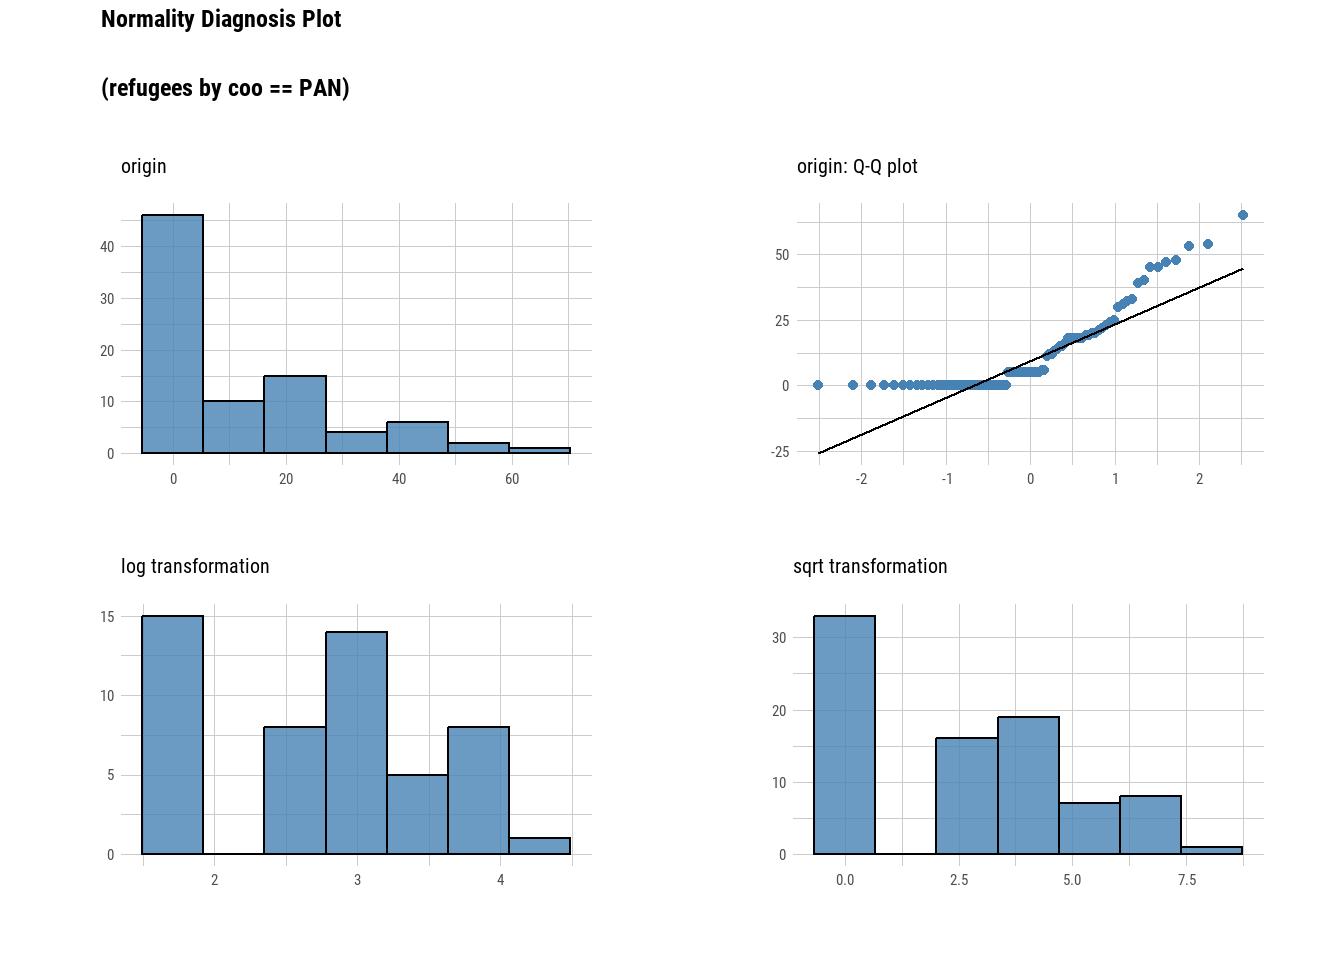 Normality Diagnosis Plot
(refugees by coo == PAN)
origin
40
30
20
10
0
0 20 40 60
origin: Q-Q plot
50
25
0
-25
-2 -1 0 1 2
log transformation
15
10
5
0
2 3 4
sqrt transformation
30
20
10
0
0.0 2.5 5.0 7.5